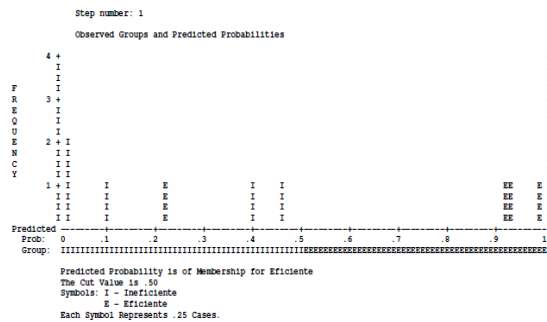 Step number: 1
Observed Groups and Predicted Probabilities
4 +
I
I
F I
R 3 +
E I
Q I
U I
E 2 + I
N I I
C I I
Y I I
1 + I I E I I EE E
I I I E I I EE E
I I I E I I EE E
I I I E I I EE E
Predicted ----------+---------+---------+---------+---------+---------+---------+---------+---------+---------
Prob: 0 .1 .2 .3 .4 .5 .6 .7 .8 .9 1
Group: IIIIIIIIIIIIIIIIIIIIIIIIIIIIIIIIIIIIIIIIIIIIIIIIIIEEEEEEEEEEEEEEEEEEEEEEEEEEEEEEEEEEEEEEEEEEEEEEEEEE
Predicted Probability is of Membership for Eficiente
The Cut Value is .50
Symbols: I - Ineficiente
E - Eficiente
Each Symbol Represents .25 Cases.